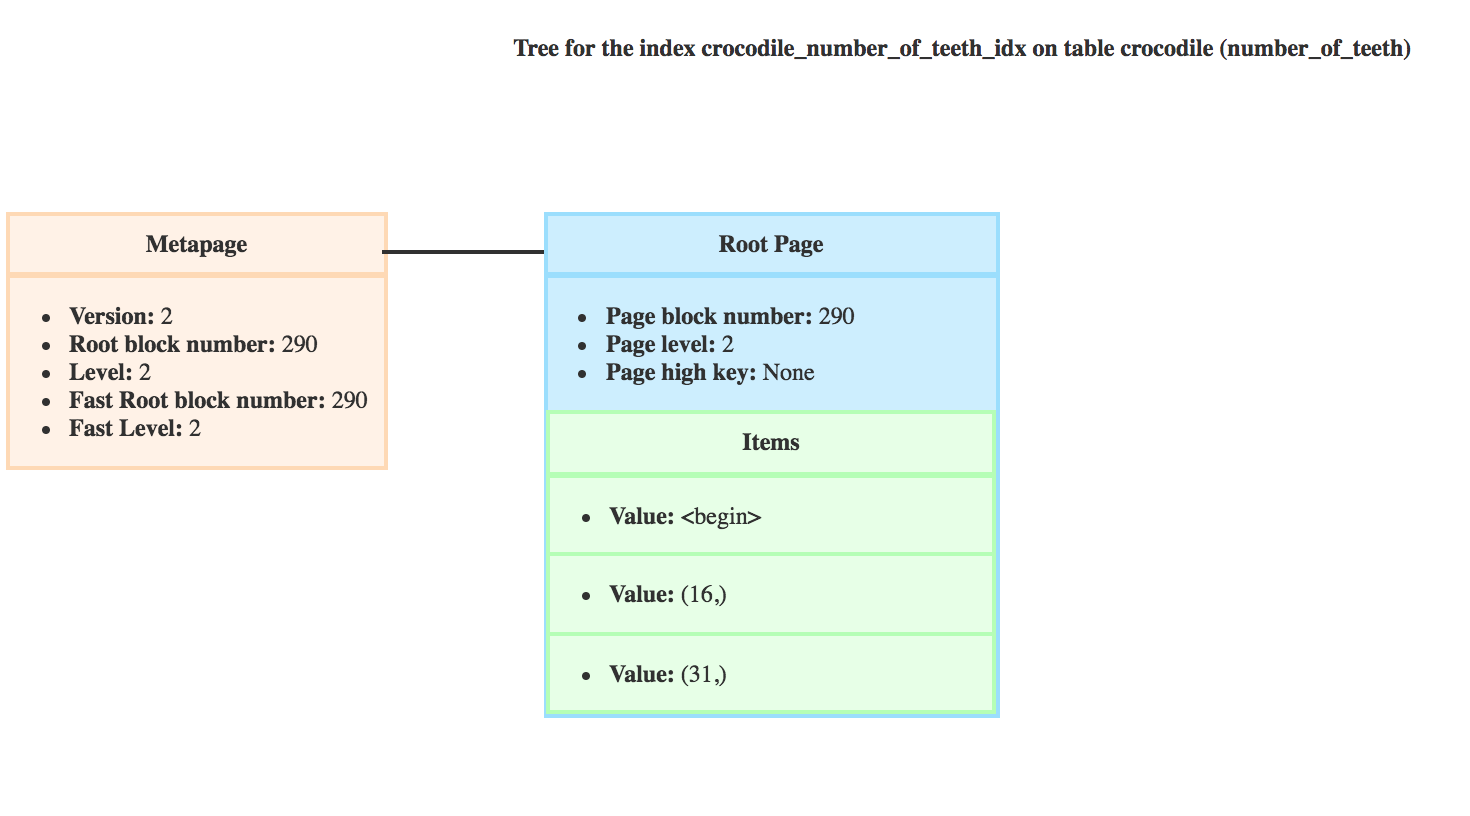 Tree for the index crocodile_number_of_teeth_idx on table crocodile (number_of_teeth)
Metapage
• Version: 2
• Root block number: 290
• Level: 2
• Fast Root block number: 290
• Fast Level: 2
Root Page
• Page block number: 290
• Page level: 2
• Page high key: None
Items
• Value: <begin>
• Value: (16,)
• Value: (31,)